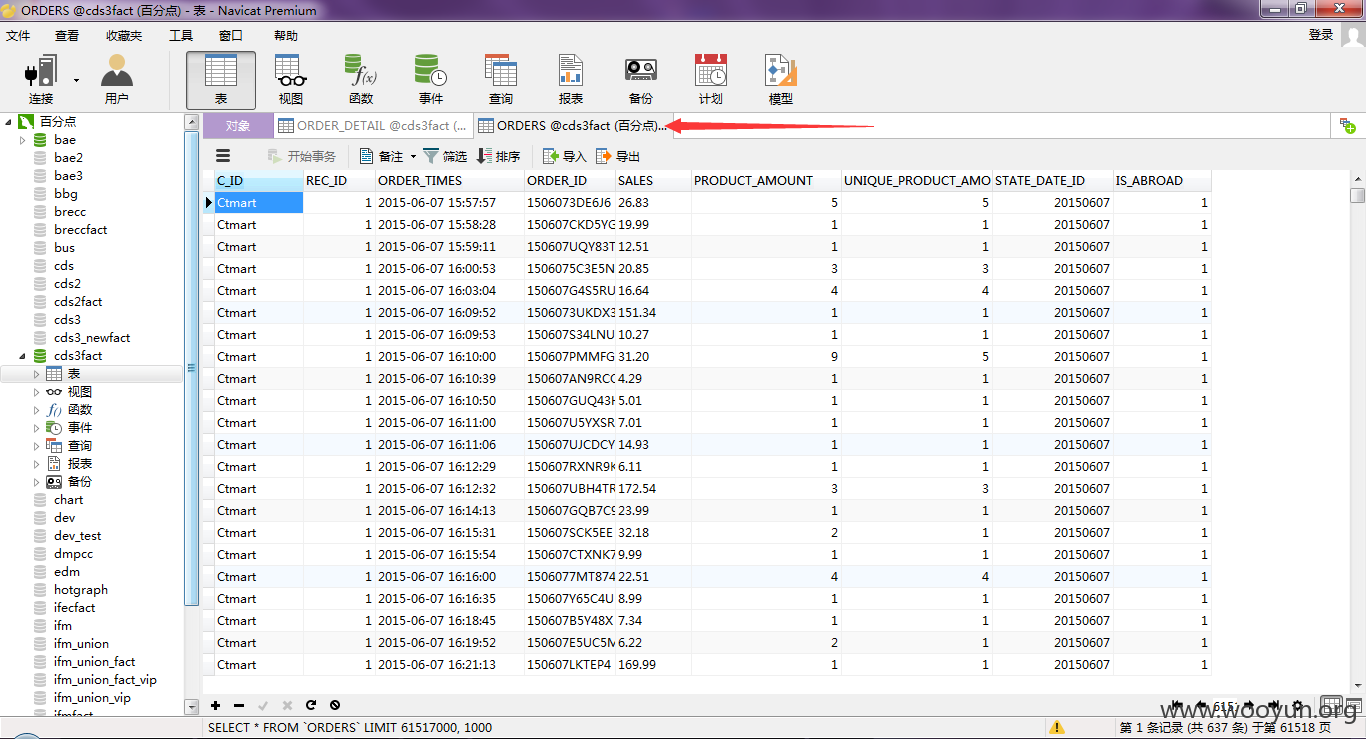 ORDERS @cds3fact (百分点) - 表 - Navicat Premium
文件 查看 收藏夹 工具 窗口 帮助 登录
连接 用户 表 视图 函数 事件 查询 报表 备份 计划 模型
百分点
bae
bae2
bae3
bbg
brecc
breccfact
bus
cds
cds2
cds2fact
cds3
cds3_newfact
cds3fact
表
视图
函数
事件
查询
报表
备份
chart
dev
dev_test
dmpcc
edm
hotgraph
ifecfact
ifm
ifm_union
ifm_union_fact
ifm_union_fact_vip
ifm_union_vip
ifmfact
对象 ORDER_DETAIL @cds3fact (... ORDERS @cds3fact (百分点)...
开始事务 备注 筛选 排序 导入 导出
C_ID REC_ID ORDER_TIMES ORDER_ID SALES PRODUCT_AMOUNT UNIQUE_PRODUCT_AMO STATE_DATE_ID IS_ABROAD
Ctmart 1 2015-06-07 15:57:57 1506073DE6J6 26.83 5 5 20150607 1
Ctmart 1 2015-06-07 15:58:28 150607CKD5YG 19.99 1 1 20150607 1
Ctmart 1 2015-06-07 15:59:11 150607UQY83T 12.51 1 1 20150607 1
Ctmart 1 2015-06-07 16:00:53 1506075C3E5N 20.85 3 3 20150607 1
Ctmart 1 2015-06-07 16:03:04 150607G4S5RU 16.64 4 4 20150607 1
Ctmart 1 2015-06-07 16:09:52 1506073UKDX3 151.34 1 1 20150607 1
Ctmart 1 2015-06-07 16:09:53 150607S34LNU 10.27 1 1 20150607 1
Ctmart 1 2015-06-07 16:10:00 150607PMMFG 31.20 9 5 20150607 1
Ctmart 1 2015-06-07 16:10:39 150607AN9RC 4.29 1 1 20150607 1
Ctmart 1 2015-06-07 16:10:50 150607GUQ43 5.01 1 1 20150607 1
Ctmart 1 2015-06-07 16:11:00 150607U5YXSR 7.01 1 1 20150607 1
Ctmart 1 2015-06-07 16:11:06 150607UJCDCY 14.93 1 1 20150607 1
Ctmart 1 2015-06-07 16:12:29 150607RXNR9 6.11 1 1 20150607 1
Ctmart 1 2015-06-07 16:12:32 150607UBH4TR 172.54 3 3 20150607 1
Ctmart 1 2015-06-07 16:14:13 150607GQB7C9 23.99 1 1 20150607 1
Ctmart 1 2015-06-07 16:15:31 150607SCK5EE 32.18 2 1 20150607 1
Ctmart 1 2015-06-07 16:15:54 150607CTXNK7 9.99 1 1 20150607 1
Ctmart 1 2015-06-07 16:16:00 1506077MT874 22.51 4 4 20150607 1
Ctmart 1 2015-06-07 16:16:35 150607Y65C4U 8.99 1 1 20150607 1
Ctmart 1 2015-06-07 16:18:45 150607B5Y48X 7.34 1 1 20150607 1
Ctmart 1 2015-06-07 16:19:52 150607E5UC5M 6.22 2 1 20150607 1
Ctmart 1 2015-06-07 16:21:13 150607LKTEP4 169.99 1 1 20150607 1
www.wooyun.org
SELECT * FROM `ORDERS` LIMIT 61517000, 1000 第 1 条记录 (共 637 条) 于第 61518 页